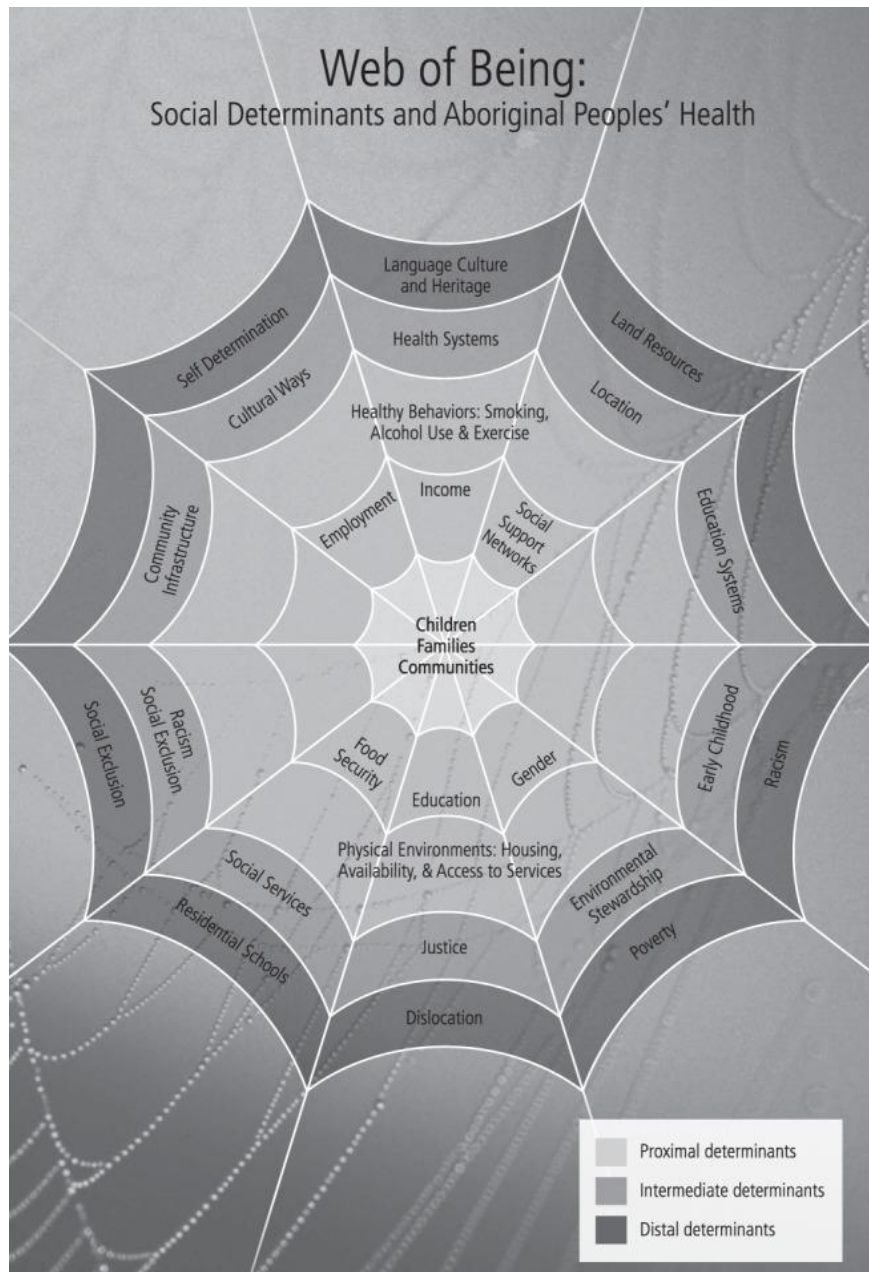 Web of Being:
Social Determinants and Aboriginal Peoples' Health
Language Culture
and Heritage
Self Determination
Land Resources
Health Systems
Cultural Ways
Location
Healthy Behaviors: Smoking,
Alcohol Use & Exercise
Income
Employment
Social
Support
Networks
Community
Infrastructure
Education Systems
Children
Families
Communities
Social Exclusion
Racism
Social Exclusion
Early Childhood
Racism
Food
Security
Gender
Education
Physical Environments: Housing,
Availability, & Access to Services
Social Services
Environmental
Stewardship
Residential Schools
Poverty
Justice
Dislocation
Proximal determinants
Intermediate determinants
Distal determinants